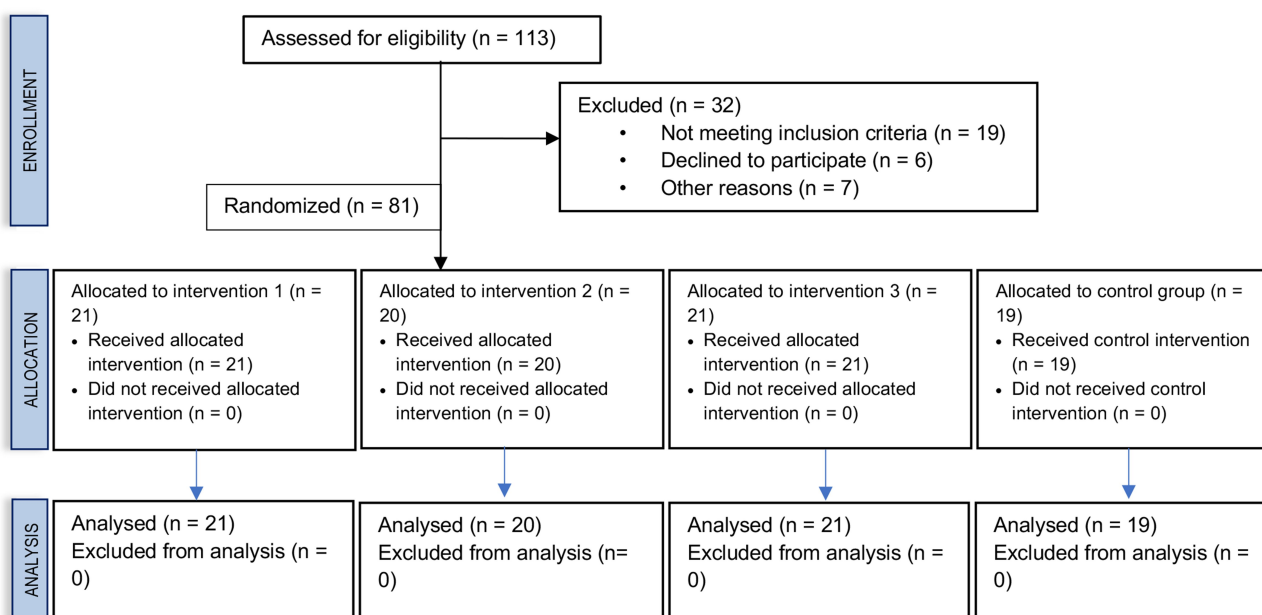 ENROLLMENT
Assessed for eligibility (n = 113)
Excluded (n = 32)
• Not meeting inclusion criteria (n = 19)
• Declined to participate (n = 6)
• Other reasons (n = 7)
Randomized (n = 81)
ALLOCATION
Allocated to intervention 1 (n =
21)
• Received allocated
intervention (n = 21)
• Did not received allocated
intervention (n = 0)
Allocated to intervention 2 (n =
20)
• Received allocated
intervention (n = 20)
• Did not received allocated
intervention (n = 0)
Allocated to intervention 3 (n =
21)
• Received allocated
intervention (n = 21)
• Did not received allocated
intervention (n = 0)
Allocated to control group (n =
19)
• Received control intervention
(n = 19)
• Did not received control
intervention (n = 0)
ANALYSIS
Analysed (n = 21)
Excluded from analysis (n =
0)
Analysed (n = 20)
Excluded from analysis (n=
0)
Analysed (n = 21)
Excluded from analysis (n =
0)
Analysed (n = 19)
Excluded from analysis (n =
0)